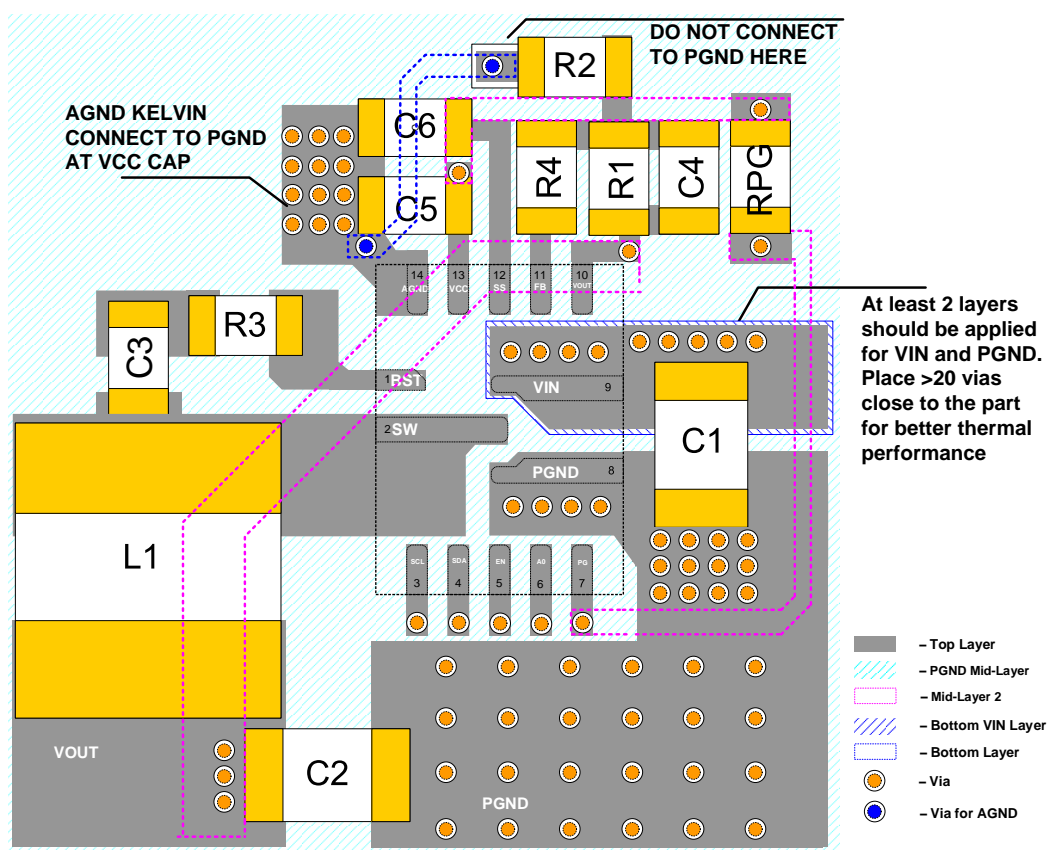 DO NOT CONNECT
TO PGND HERE
R2
AGND KELVIN
CONNECT TO PGND
AT VCC CAP
C6
C5
R4
R1
C4
RPG
14
AGND
13
VCC
12
SS
11
FB
10
VOUT
At least 2 layers
should be applied
for VIN and PGND.
Place >20 vias
close to the part
for better thermal
performance
R3
C3
1
RST
VIN
9
2
SW
C1
PGND
8
L1
SCL
3
SDA
4
EN
5
A0
6
PG
7
– Top Layer
– PGND Mid-Layer
– Mid-Layer 2
– Bottom VIN Layer
– Bottom Layer
– Via
– Via for AGND
VOUT
C2
PGND